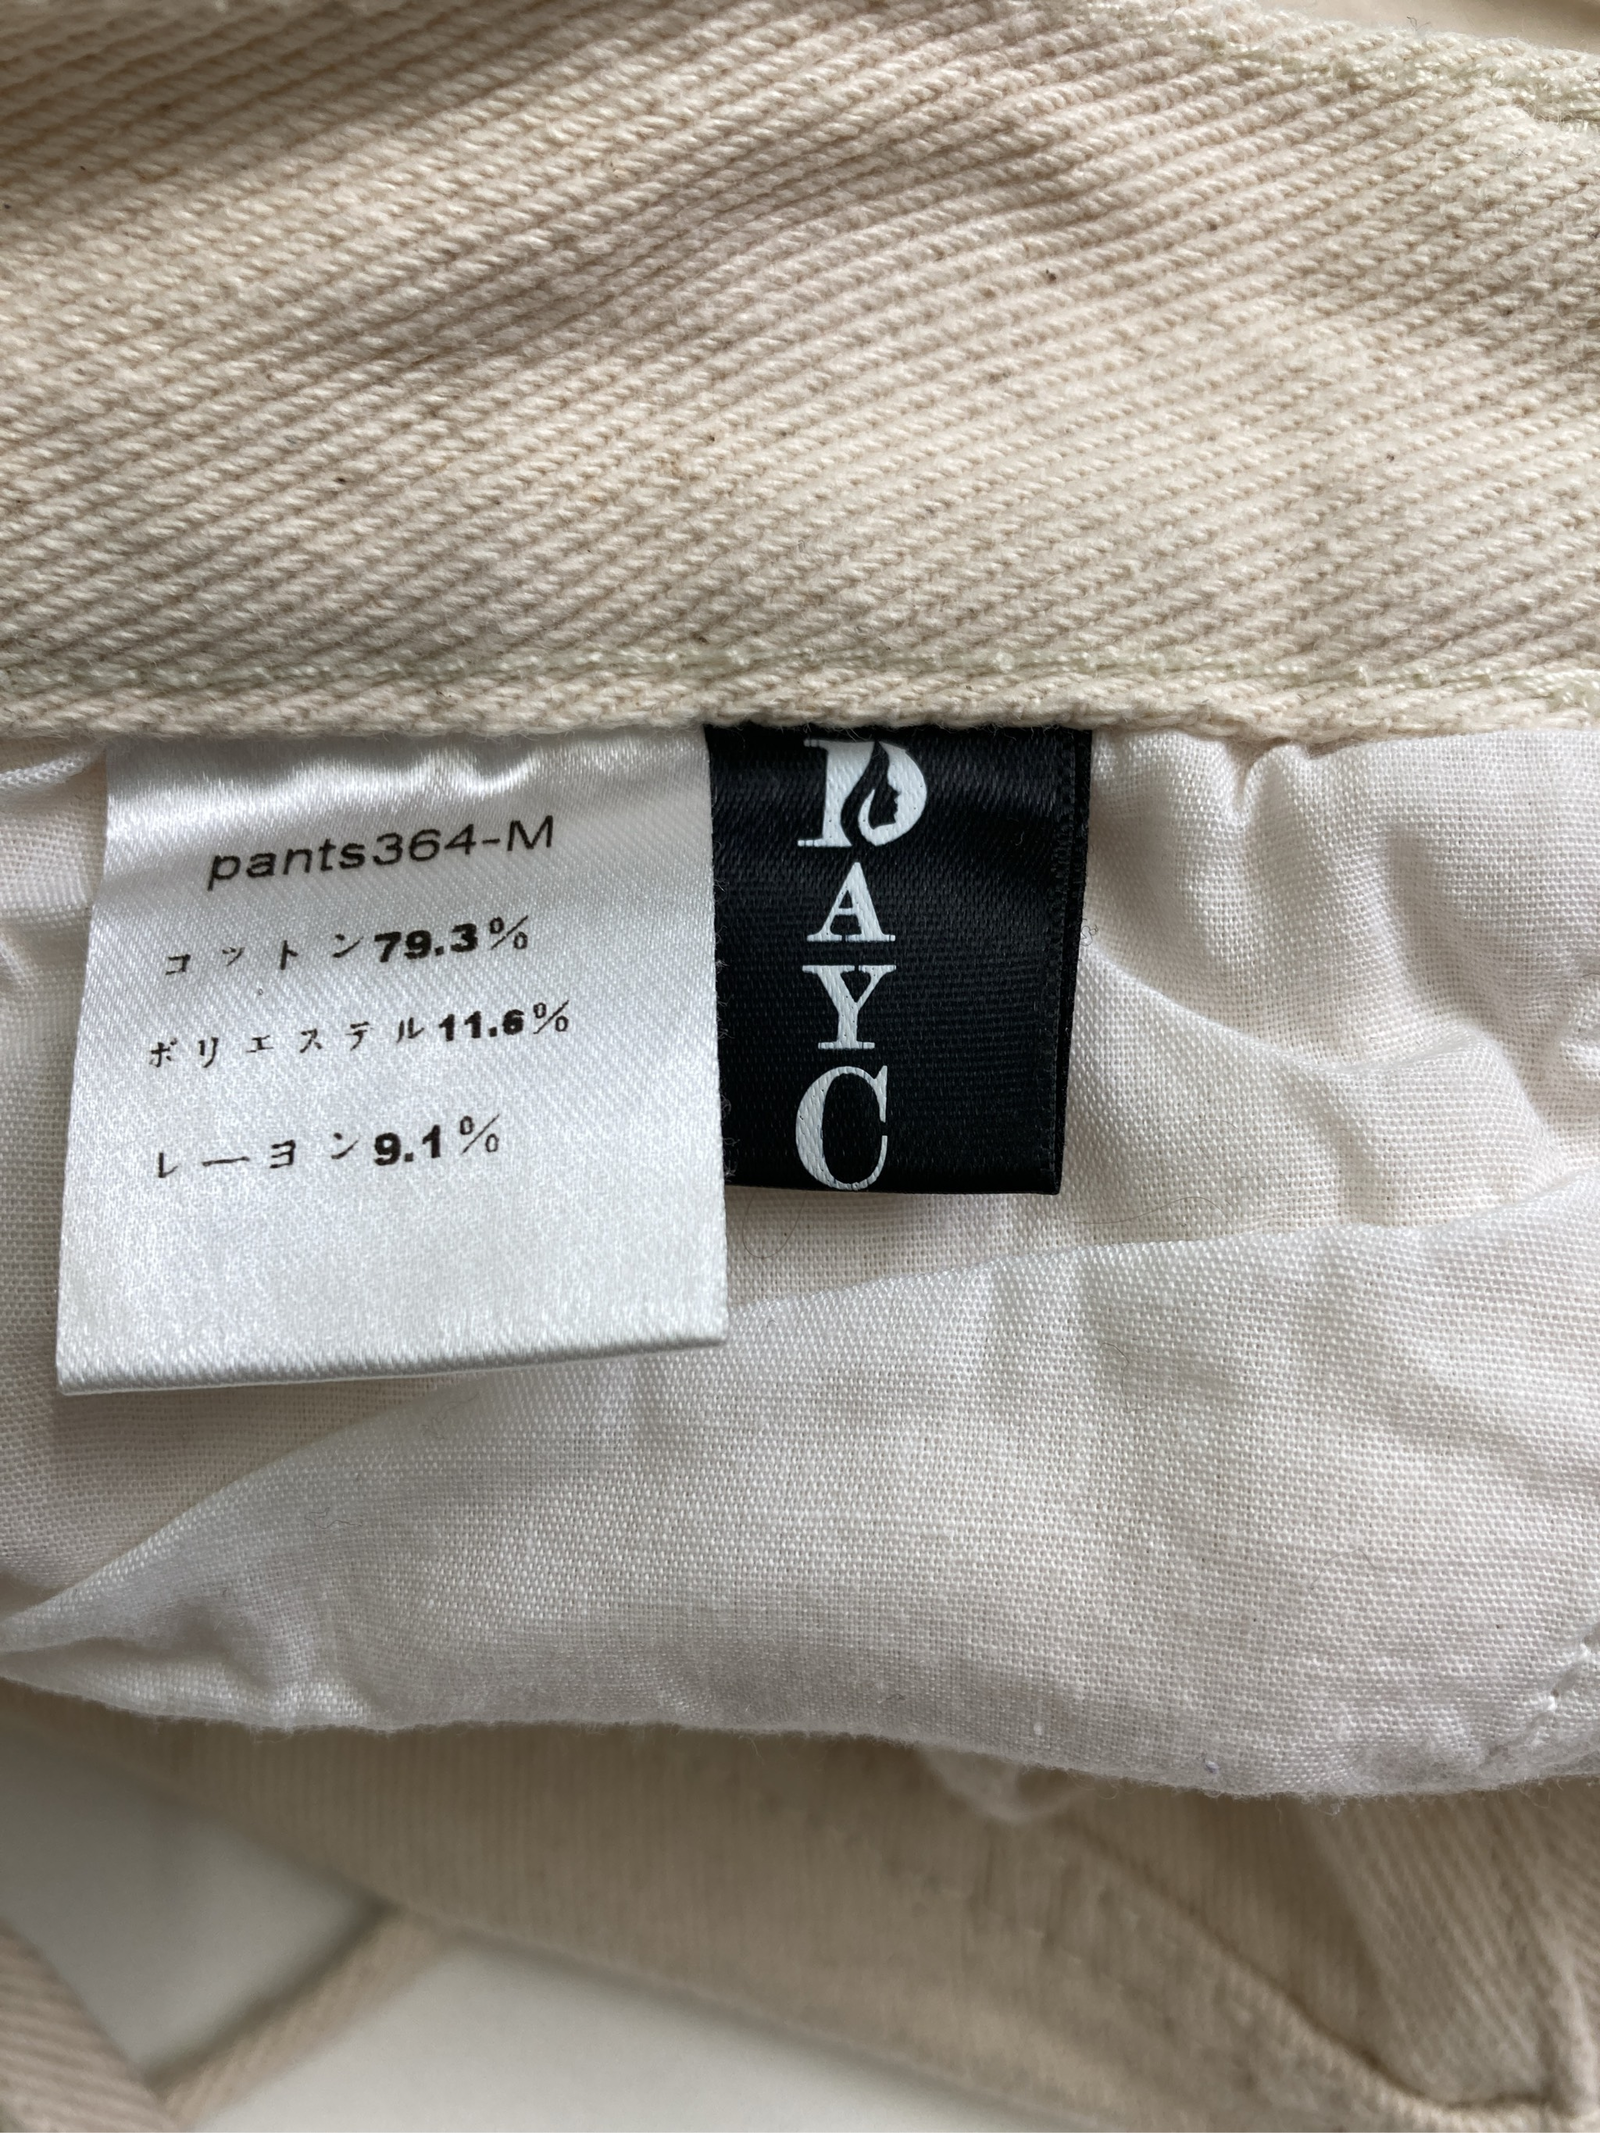 pants364-M
コットン79.3%
ポリエステル11.6%
レーヨン9.1%
DAYC